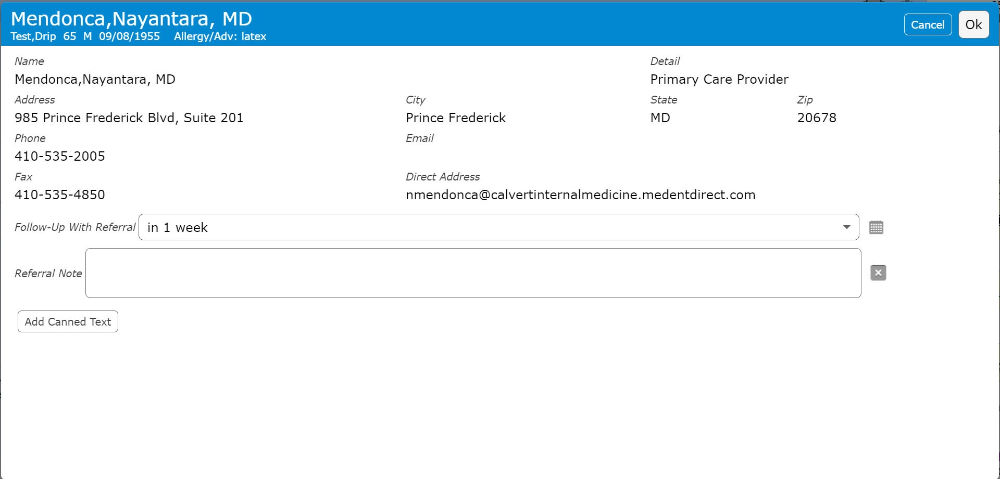 Mendonca,Nayantara, MD
Test,Drip 65 M 09/08/1955 Allergy/Adv: latex
Cancel
Ok
Name
Detail
Mendonca,Nayantara, MD
Primary Care Provider
Address
City
State
Zip
985 Prince Frederick Blvd, Suite 201
Prince Frederick
MD
20678
Phone
Email
410-535-2005
Fax
Direct Address
410-535-4850
nmendonca@calvertinternalmedicine.medentdirect.com
Follow-Up With Referral
in 1 week
Referral Note
Add Canned Text